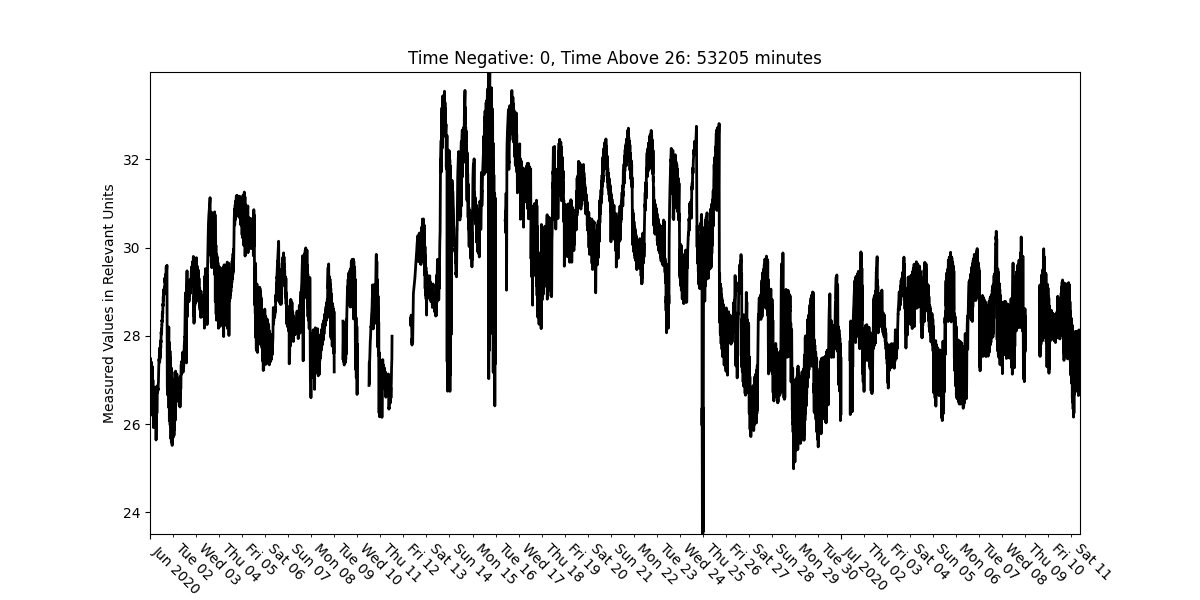 Time Negative: 0, Time Above 26: 53205 minutes
Measured Values in Relevant Units
32
30
28
26
24
Jun 2020
Tue 02
Wed 03
Thu 04
Fri 05
Sat 06
Sun 07
Mon 08
Tue 09
Wed 10
Thu 11
Fri 12
Sat 13
Sun 14
Mon 15
Tue 16
Wed 17
Thu 18
Fri 19
Sat 20
Sun 21
Mon 22
Tue 23
Wed 24
Thu 25
Fri 26
Sat 27
Sun 28
Mon 29
Tue 30
Jul 2020
Thu 02
Fri 03
Sat 04
Sun 05
Mon 06
Tue 07
Wed 08
Thu 09
Fri 10
Sat 11